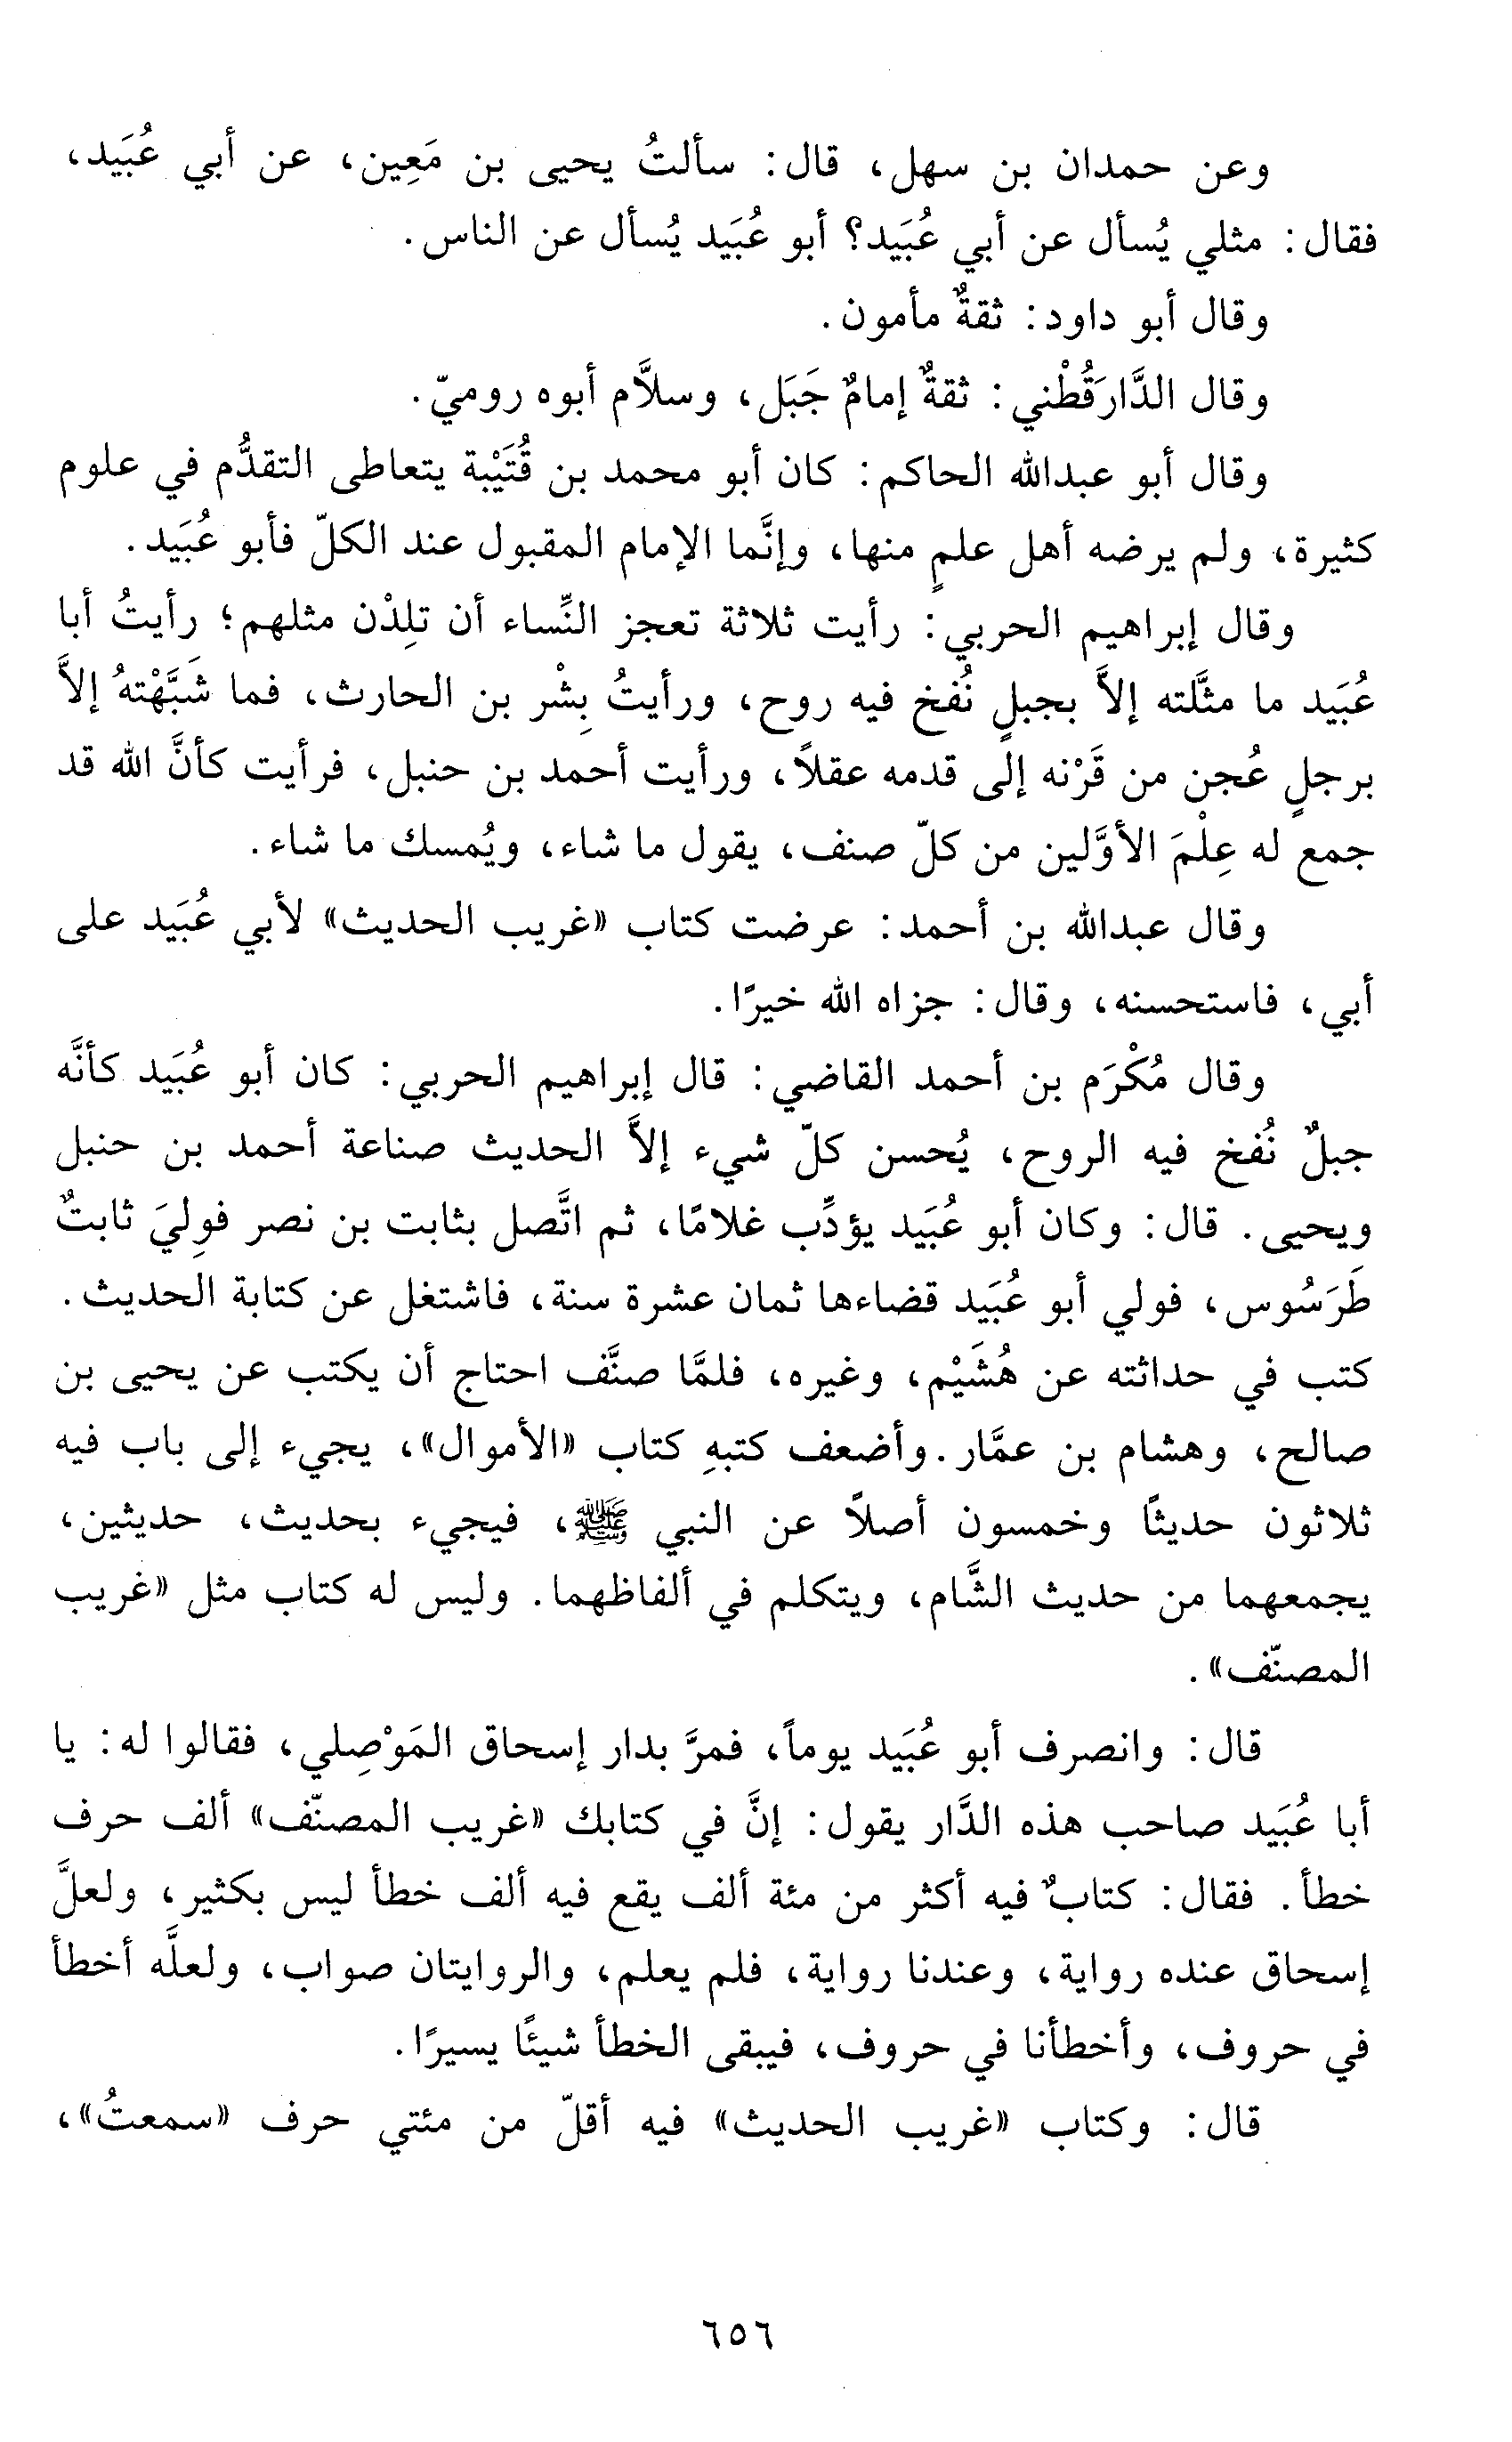 وعن حمدان بن سهل، قال: سألتُ يحيى بن مَعِين، عن أبي عُبَيد،
فقال: مثلي يُسأل عن أبي عُبَيد؟ أبو عُبَيد يُسأل عن الناس.
وقال أبو داود: ثقةٌ مأمون.
وقال الدَّارَقُطْني: ثقةٌ إمامٌ جَبَل، وسلاَّم أبوه روميّ.
وقال أبو عبدالله الحاكم: كان أبو محمد بن قُتَيْبة يتعاطى التقدُّم في علوم
كثيرة، ولم يرضه أهل علمٍ منها، وإنَّما الإمام المقبول عند الكلّ فأبو عُبَيد.
وقال إبراهيم الحربي: رأيت ثلاثة تعجز النِّساء أن تلِدْن مثلهم؛ رأيتُ أبا
عُبَيد ما مثَّلته إلاَّ بجبلٍ نُفخ فيه روح، ورأيتُ بِشْر بن الحارث، فما شَبَّهْتهُ إلاَّ
برجلٍ عُجن من قَرْنه إلى قدمه عقلاً، ورأيت أحمد بن حنبل، فرأيت كأنَّ الله قد
جمع له عِلْمَ الأوَّلين من كلّ صنف، يقول ما شاء، ويُمسك ما شاء.
وقال عبدالله بن أحمد: عرضت كتاب «غريب الحديث» لأبي عُبَيد على
أبي، فاستحسنه، وقال: جزاه الله خيرًا.
وقال مُكْرَم بن أحمد القاضي: قال إبراهيم الحربي: كان أبو عُبَيد كأنَّه
جبلٌ نُفخ فيه الروح، يُحسن كلّ شيء إلاَّ الحديث صناعة أحمد بن حنبل
ويحيى. قال: وكان أبو عُبَيد يؤدِّب غلامًا، ثم اتَّصل بثابت بن نصر فولِيَ ثابتٌ
طَرَسُوس، فولي أبو عُبَيد قضاءها ثمان عشرة سنة، فاشتغل عن كتابة الحديث.
كتب في حداثته عن هُشَيْم، وغيره، فلمَّا صنَّف احتاج أن يكتب عن يحيى بن
صالح، وهشام بن عمَّار. وأضعف كتبهِ كتاب «الأموال»، يجيء إلى باب فيه
ثلاثون حديثًا وخمسون أصلاً عن النبي ﷺ، فيجيء بحديث، حديثين،
يجمعهما من حديث الشَّام، ويتكلم في ألفاظهما. وليس له كتاب مثل «غريب
المصنّف».
قال: وانصرف أبو عُبَيد يوماً، فمرَّ بدار إسحاق المَوْصِلي، فقالوا له: يا
أبا عُبَيد صاحب هذه الدَّار يقول: إنَّ في كتابك «غريب المصنّف» ألف حرف
خطأ. فقال: كتابٌ فيه أكثر من مئة ألف يقع فيه ألف خطأ ليس بكثير، ولعلَّ
إسحاق عنده رواية، وعندنا رواية، فلم يعلم، والروايتان صواب، ولعلَّه أخطأ
في حروف، وأخطأنا في حروف، فيبقى الخطأ شيئًا يسيرًا.
قال: وكتاب «غريب الحديث» فيه أقلّ من مئتي حرف «سمعتُ»،
٦٥٦